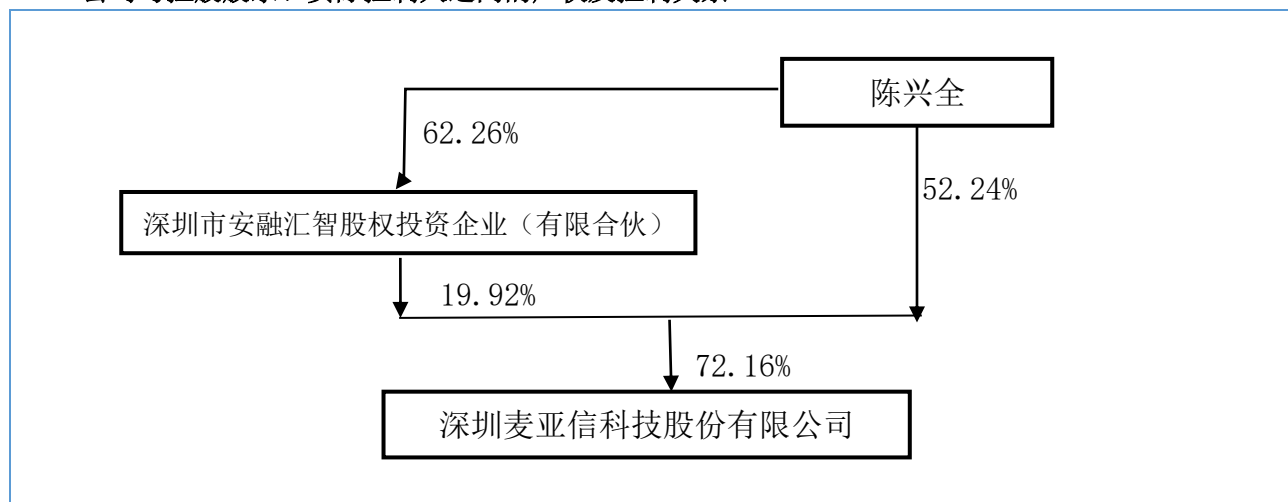 陈兴全
62.26%
52.24%
深圳市安融汇智股权投资企业（有限合伙）
19.92%
72.16%
深圳麦亚信科技股份有限公司